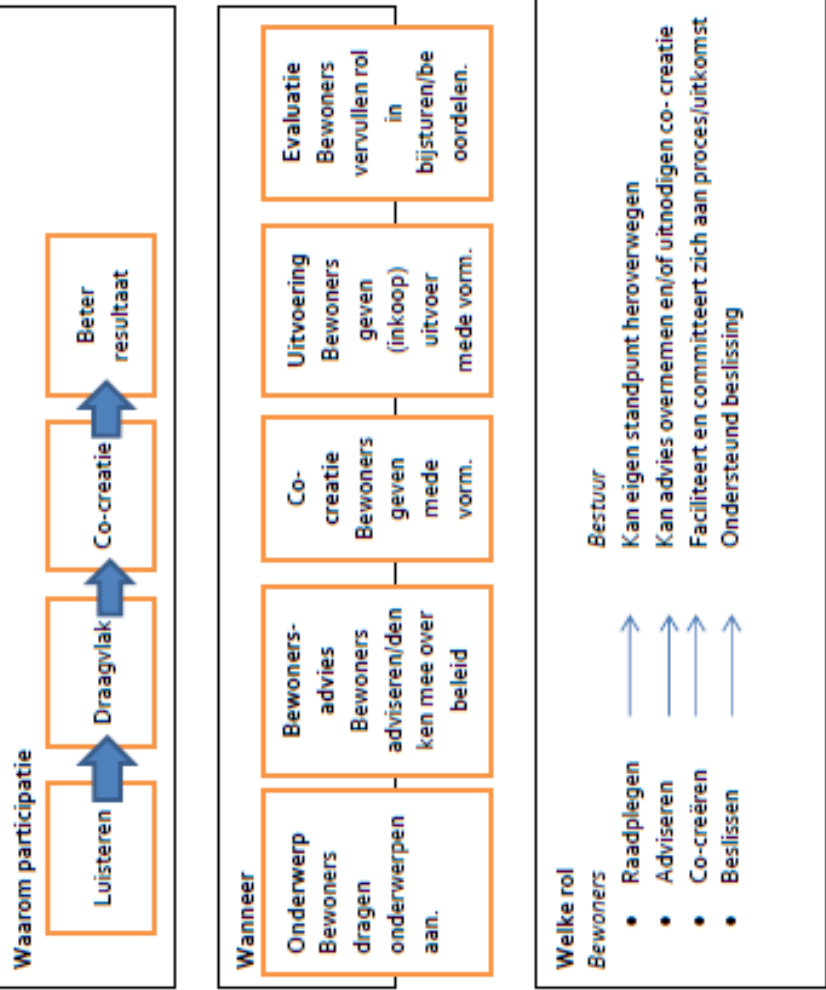 Waarom participatie
Luisteren
Draagvlak
Co-creatie
Beter
resultaat
Wanneer
Onderwerp
Bewoners
dragen
onderwerpen
aan.
Bewoners-
advies
Bewoners
adviseren/den
ken mee over
beleid
Co-
creatie
Bewoners
geven
mede
vorm.
Uitvoering
Bewoners
geven
(inkoop)
uitvoer
mede vorm.
Evaluatie
Bewoners
vervullen rol
in
bijsturen/be
oordelen.
Welke rol
Bewoners
Bestuur
• Raadplegen
Kan eigen standpunt heroverwegen
• Adviseren
Kan advies overnemen en/of uitnodigen co- creatie
• Co-creëren
Faciliteert en committeert zich aan proces/uitkomst
• Beslissen
Ondersteund beslissing